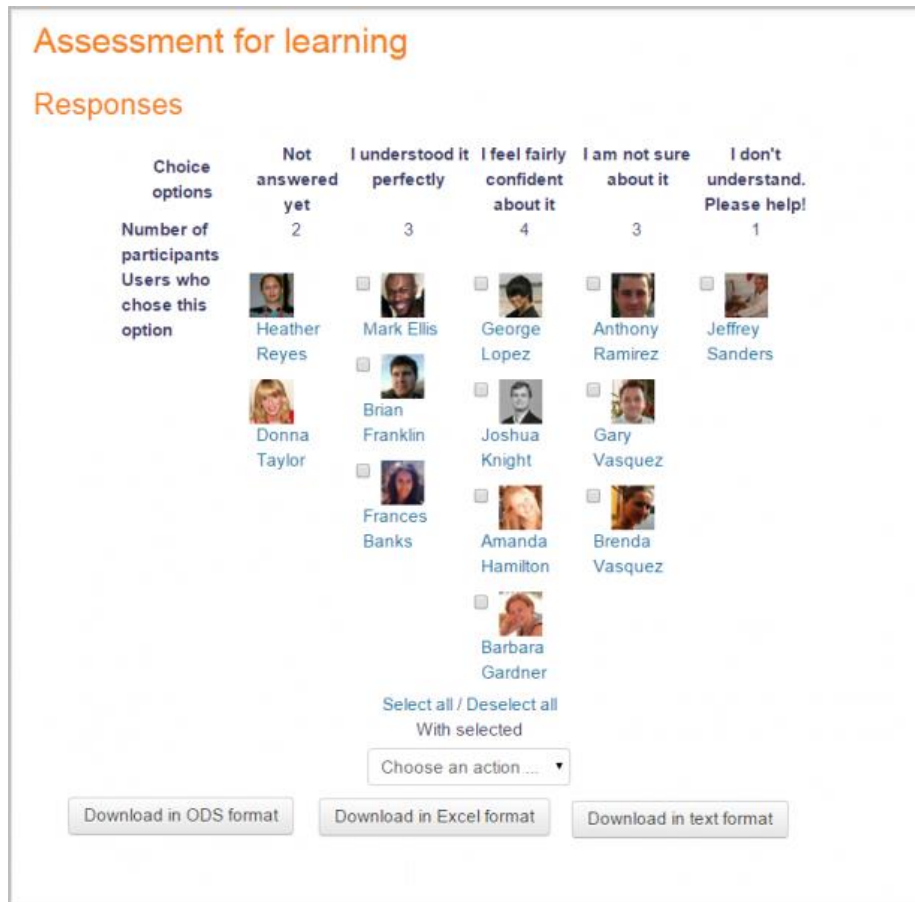 Assessment for learning
Responses
Choice options
Not answered yet
I understood it perfectly
I feel fairly confident about it
I am not sure about it
I don't understand. Please help!
Number of participants
2
3
4
3
1
Users who chose this option
Heather Reyes
Donna Taylor
Mark Ellis
Brian Franklin
Frances Banks
George Lopez
Joshua Knight
Amanda Hamilton
Barbara Gardner
Anthony Ramirez
Gary Vasquez
Brenda Vasquez
Jeffrey Sanders
Select all / Deselect all
With selected
Choose an action ...
Download in ODS format
Download in Excel format
Download in text format